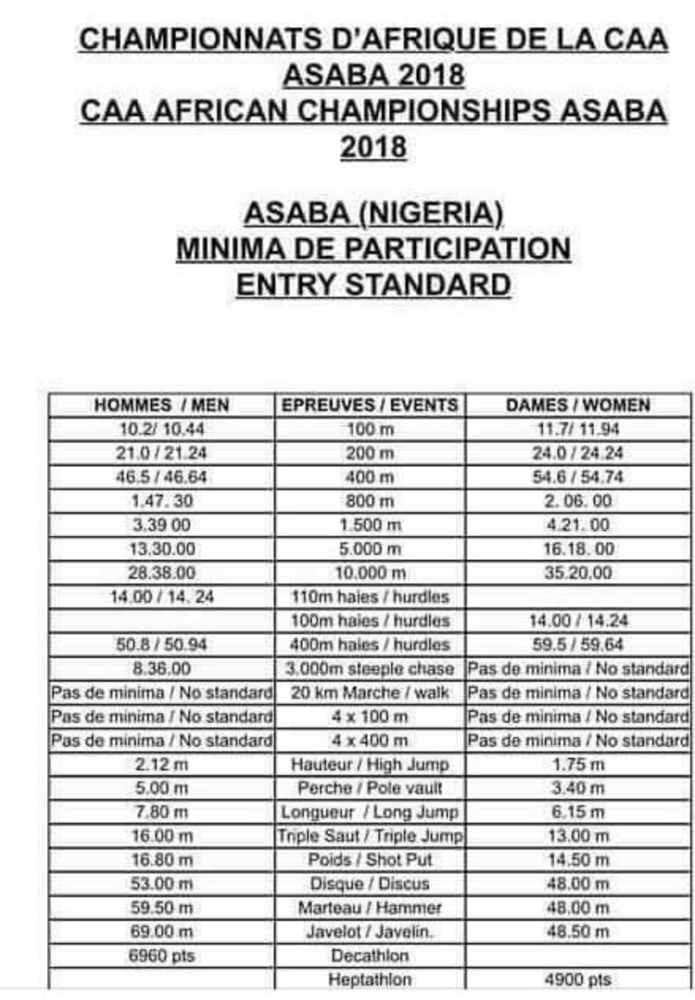 CHAMPIONNATS D'AFRIQUE DE LA CAA
ASABA 2018
CAA AFRICAN CHAMPIONSHIPS ASABA
2018
ASABA (NIGERIA)
MINIMA DE PARTICIPATION
ENTRY STANDARD
HOMMES / MEN EPREUVES / EVENTS DAMES / WOMEN
10.2/ 10.44 100 m 11.7/ 11.94
21.0 / 21.24 200 m 24.0 / 24.24
46.5 / 46.64 400 m 54.6 / 54.74
1.47. 30 800 m 2. 06. 00
3.39 00 1.500 m 4.21. 00
13.30.00 5.000 m 16.18. 00
28.38.00 10.000 m 35.20.00
14.00 / 14. 24 110m haies / hurdles
100m haies / hurdles 14.00 / 14.24
50.8 / 50.94 400m haies / hurdles 59.5 / 59.64
8.36.00 3.000m steeple chase Pas de minima / No standard
Pas de minima / No standard 20 km Marche / walk Pas de minima / No standard
Pas de minima / No standard 4 x 100 m Pas de minima / No standard
Pas de minima / No standard 4 x 400 m Pas de minima / No standard
2.12 m Hauteur / High Jump 1.75 m
5.00 m Perche / Pole vault 3.40 m
7.80 m Longueur / Long Jump 6.15 m
16.00 m Triple Saut / Triple Jump 13.00 m
16.80 m Poids / Shot Put 14.50 m
53.00 m Disque / Discus 48.00 m
59.50 m Marteau / Hammer 48.00 m
69.00 m Javelot / Javelin. 48.50 m
6960 pts Decathlon
Heptathlon 4900 pts